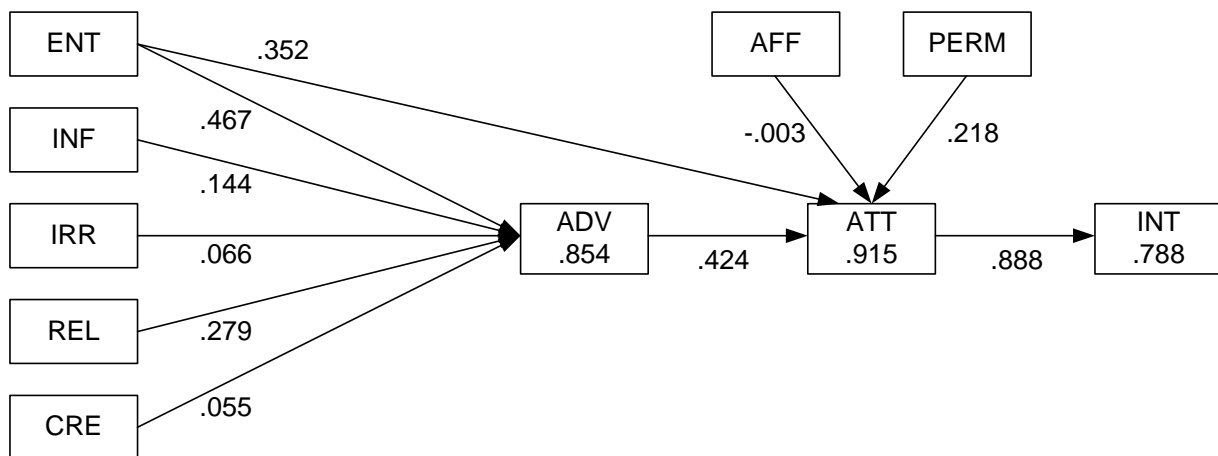 ENT
AFF
PERM
.352
.467
INF
-.003
.218
.144
IRR
.066
ADV
.854
.424
ATT
.915
.888
INT
.788
REL
.279
CRE
.055